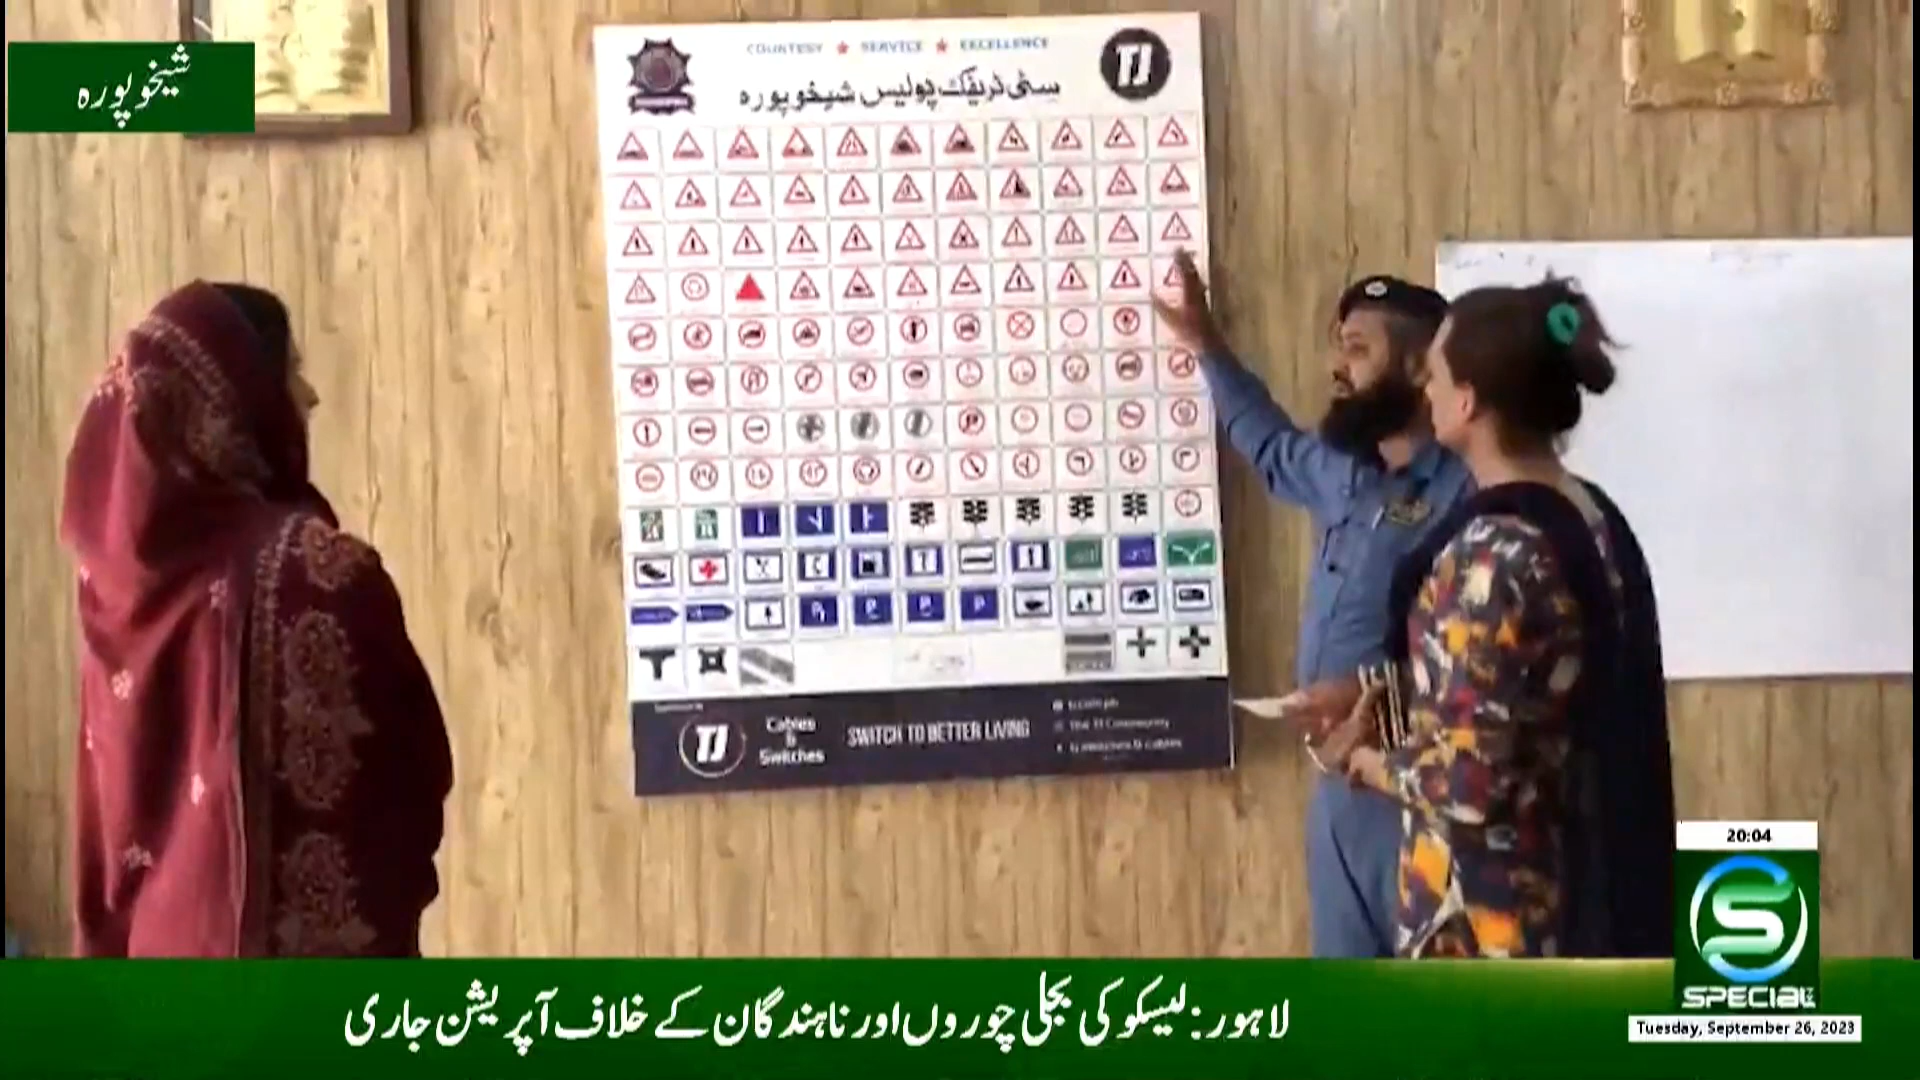 شیخوپورہ
COURTESY ★ SERVICE ★ EXCELLENCE
TJ
سٹی ٹریفک پولیس شیخوپورہ
TJ
Cables
&
Switches
SWITCH TO BETTER LIVING
20:04
S
SPECIAL
Tuesday, September 26, 2023
لاہور: لیسکو کی بجلی چوروں اور نادہندگان کے خلاف آپریشن جاری